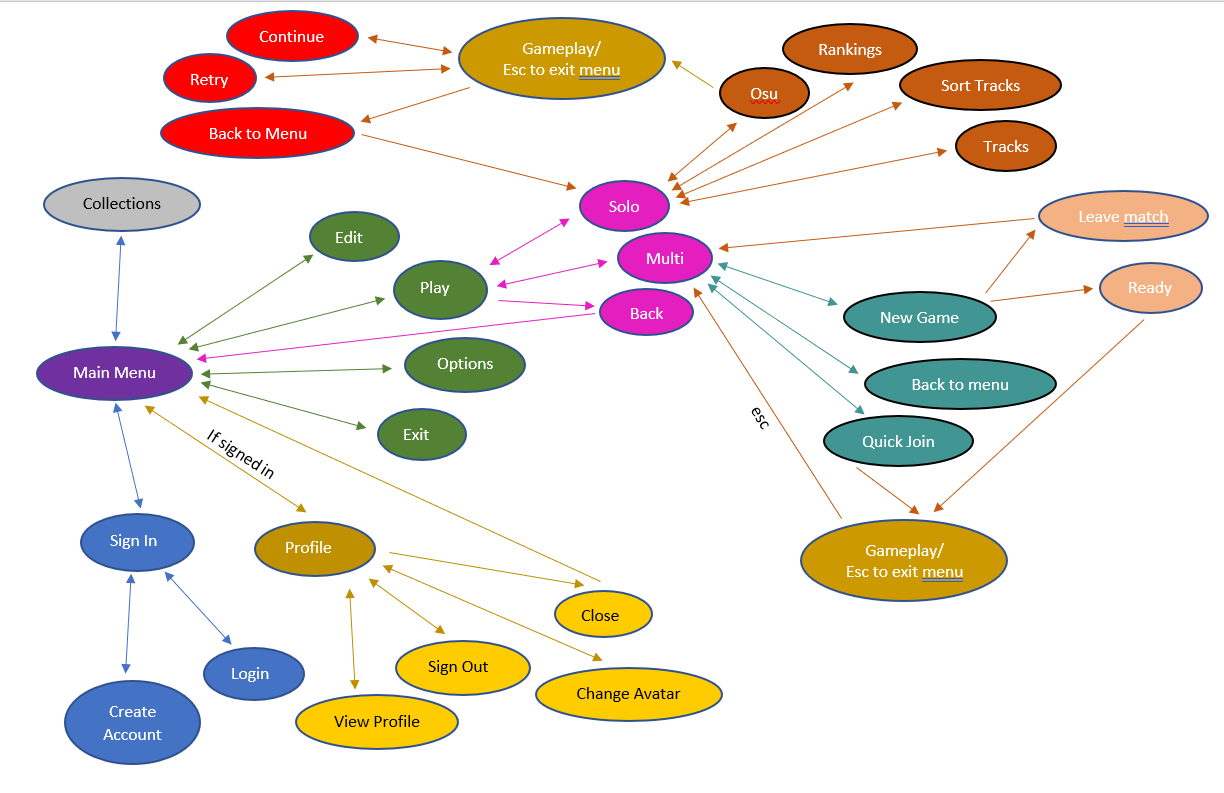 Continue
Gameplay/
Esc to exit menu
Rankings
Retry
Osu
Sort Tracks
Back to Menu
Tracks
Collections
Solo
Leave match
Edit
Multi
Play
Ready
Back
New Game
Main Menu
Options
Back to menu
esc
Exit
Quick Join
If signed in
Sign In
Profile
Gameplay/
Esc to exit menu
Close
Login
Sign Out
Change Avatar
Create
Account
View Profile